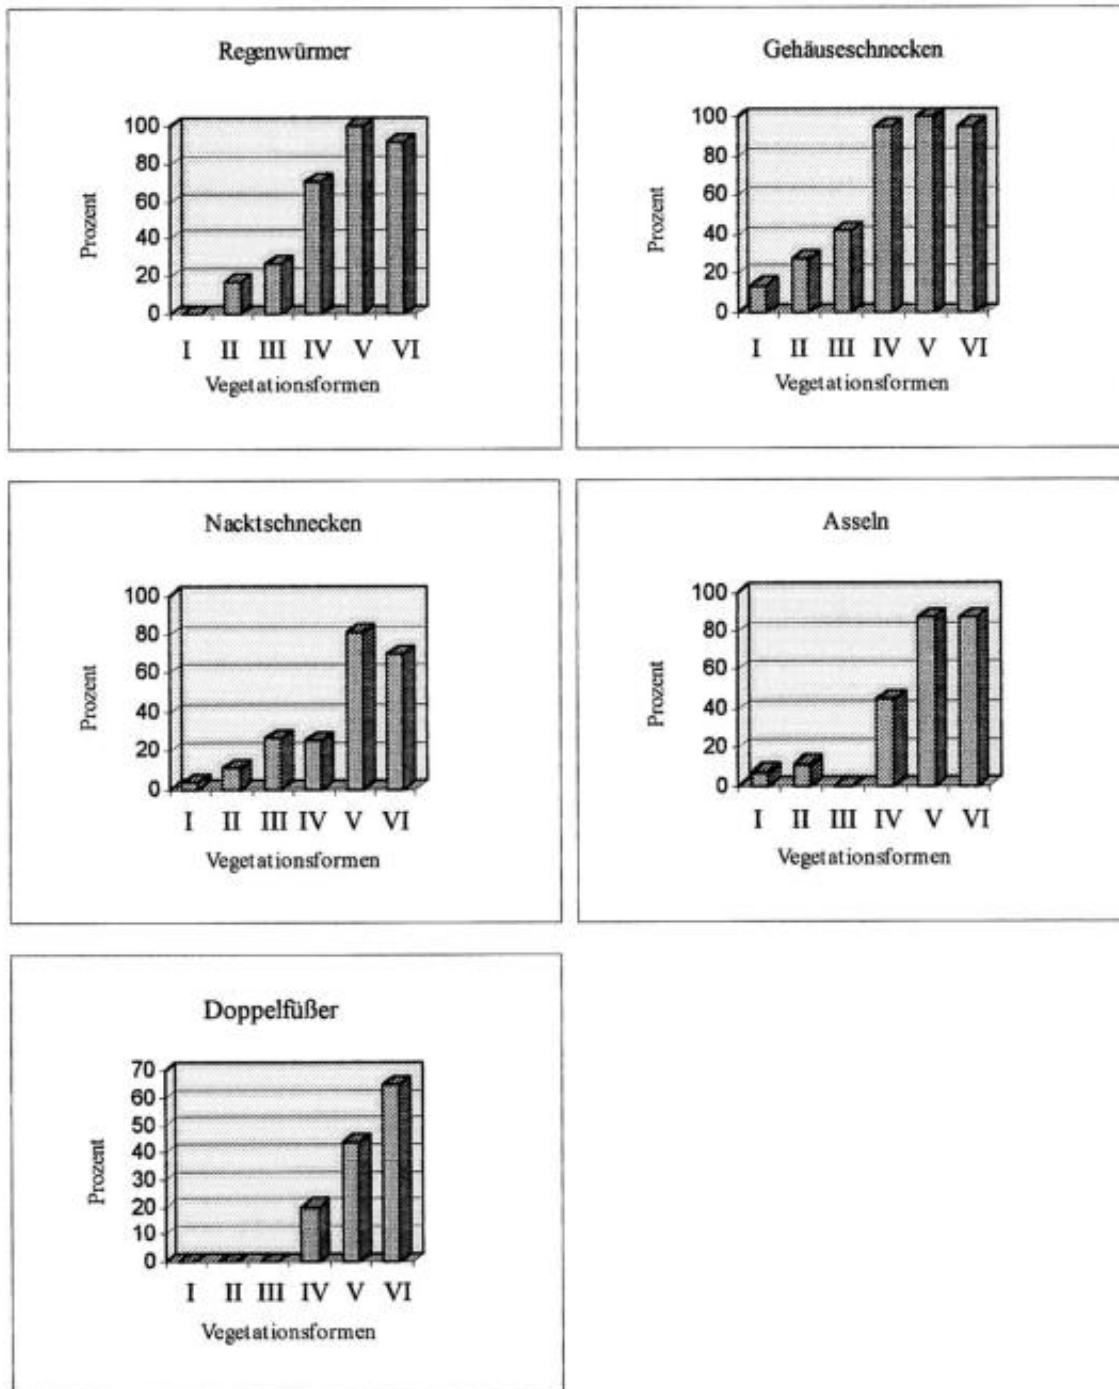 Regenwürmer
Prozent
100
80
60
40
20
0
I II III IV V VI
Vegetationsformen
Gehäuseschnecken
Prozent
100
80
60
40
20
0
I II III IV V VI
Vegetationsformen
Nacktschnecken
Prozent
100
80
60
40
20
0
I II III IV V VI
Vegetationsformen
Asseln
Prozent
100
80
60
40
20
0
I II III IV V VI
Vegetationsformen
Doppelfüßer
Prozent
70
60
50
40
30
20
10
0
I II III IV V VI
Vegetationsformen